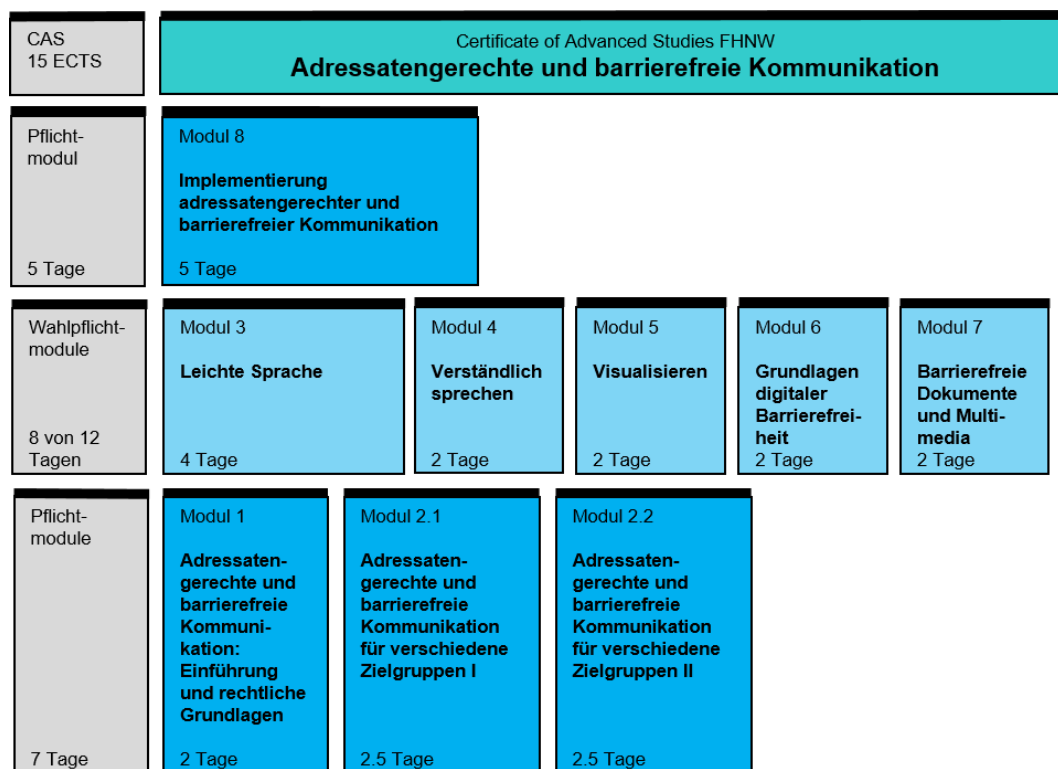 CAS
15 ECTS
Certificate of Advanced Studies FHNW
Adressatengerechte und barrierefreie Kommunikation
Pflicht-
modul
5 Tage
Modul 8
Implementierung
adressatengerechter und
barrierefreier Kommunikation
5 Tage
Wahlpflicht-
module
8 von 12
Tagen
Modul 3
Leichte Sprache
4 Tage
Modul 4
Verständlich
sprechen
2 Tage
Modul 5
Visualisieren
2 Tage
Modul 6
Grundlagen
digitaler
Barrierefrei-
heit
2 Tage
Modul 7
Barrierefreie
Dokumente
und Multi-
media
2 Tage
Pflicht-
module
7 Tage
Modul 1
Adressaten-
gerechte und
barrierefreie
Kommuni-
kation:
Einführung
und rechtliche
Grundlagen
2 Tage
Modul 2.1
Adressaten-
gerechte und
barrierefreie
Kommunikation
für verschiedene
Zielgruppen I
2.5 Tage
Modul 2.2
Adressaten-
gerechte und
barrierefreie
Kommunikation
für verschiedene
Zielgruppen II
2.5 Tage